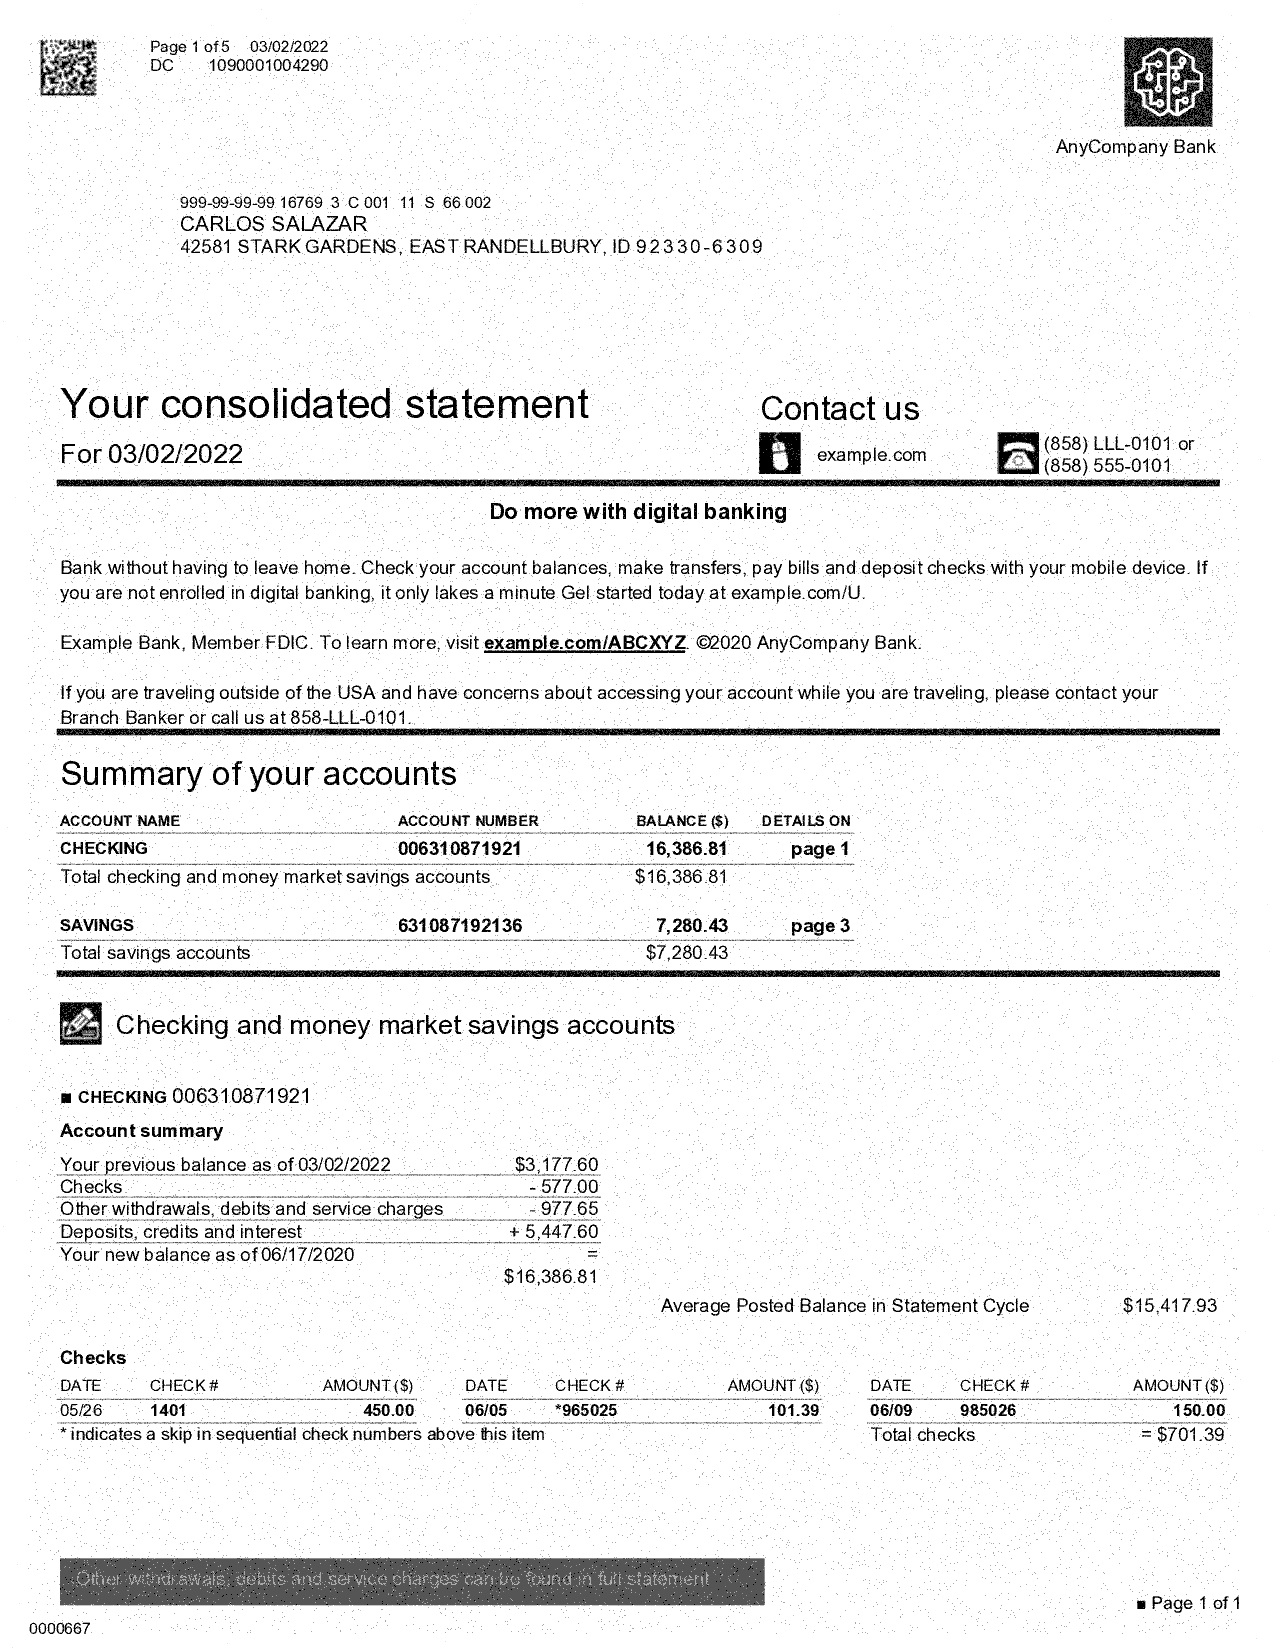 Page 1 of 5 03/02/2022
DC 1090001004290
AnyCompany Bank
999-99-99-99 16769 3 C 001 11 S 66 002
CARLOS SALAZAR
42581 STARK GARDENS, EAST RANDELLBURY, ID 92330-6309
Your consolidated statement
For 03/02/2022
Contact us
example.com
(858) LLL-0101 or
(858) 555-0101
Do more with digital banking
Bank without having to leave home. Check your account balances, make transfers, pay bills and deposit checks with your mobile device. If
you are not enrolled in digital banking, it only lakes a minute Gel started today at example.com/U.
Example Bank, Member FDIC. To learn more, visit example.com/ABCXYZ. ©2020 AnyCompany Bank.
If you are traveling outside of the USA and have concerns about accessing your account while you are traveling, please contact your
Branch Banker or call us at 858-LLL-0101.
Summary of your accounts
ACCOUNT NAME ACCOUNT NUMBER BALANCE ($) DETAILS ON
CHECKING 006310871921 16,386.81 page 1
Total checking and money market savings accounts $16,386.81
SAVINGS 631087192136 7,280.43 page 3
Total savings accounts $7,280.43
Checking and money market savings accounts
■ CHECKING 006310871921
Account summary
Your previous balance as of 03/02/2022 $3,177.60
Checks - 577.00
Other withdrawals, debits and service charges - 977.65
Deposits, credits and interest + 5,447.60
Your new balance as of 06/17/2020 =
$16,386.81
Average Posted Balance in Statement Cycle $15,417.93
Checks
DATE CHECK # AMOUNT ($) DATE CHECK # AMOUNT ($) DATE CHECK # AMOUNT ($)
05/26 1401 450.00 06/05 *965025 101.39 06/09 985026 150.00
* indicates a skip in sequential check numbers above this item Total checks = $701.39
Other withdrawals, debits and service charges can be found in full statement
■ Page 1 of 1
0000667